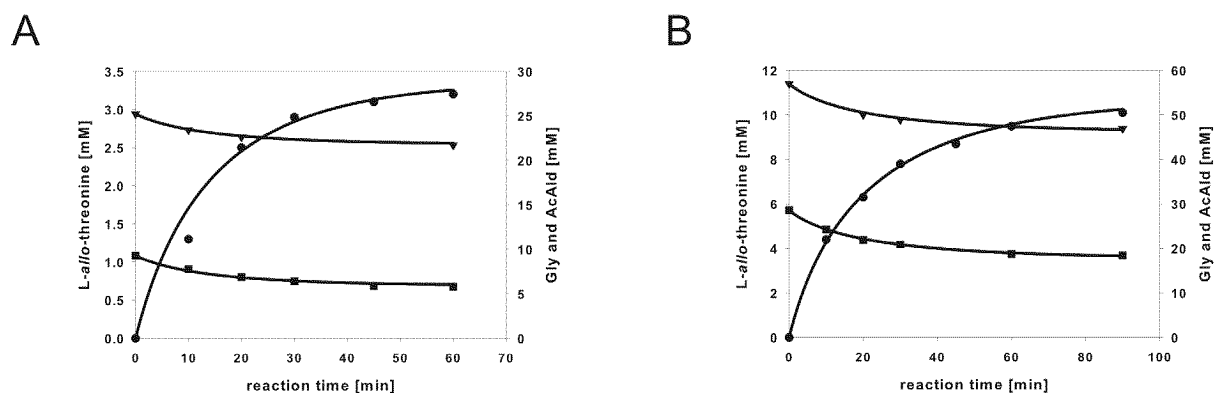 A
L-allo-threonine [mM]
3.5
3.0
2.5
2.0
1.5
1.0
0.5
0.0
30
25
20
15
10
5
0
Gly and AcAld [mM]
0 10 20 30 40 50 60 70
reaction time [min]
B
L-allo-threonine [mM]
12
10
8
6
4
2
0
60
50
40
30
20
10
0
Gly and AcAld [mM]
0 20 40 60 80 100
reaction time [min]